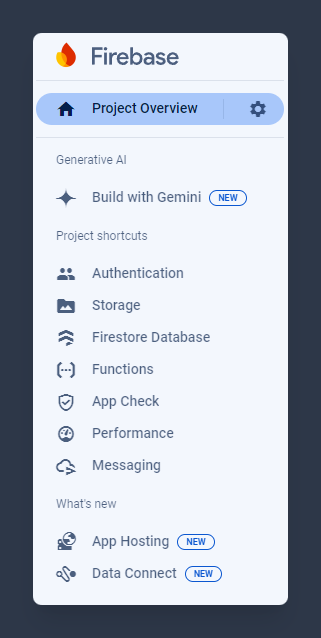 Firebase
Project Overview
Generative AI
Build with Gemini NEW
Project shortcuts
Authentication
Storage
Firestore Database
Functions
App Check
Performance
Messaging
What's new
App Hosting NEW
Data Connect NEW